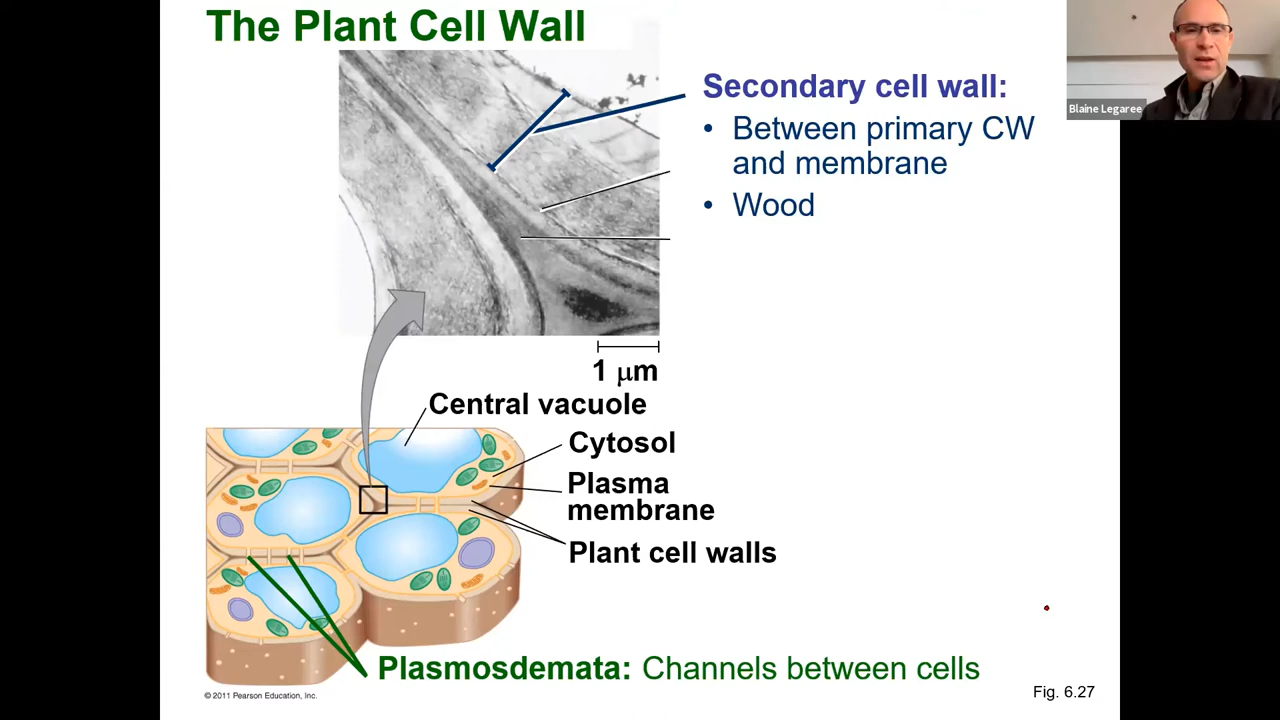 The Plant Cell Wall
Blaine Legaree
Secondary cell wall:
• Between primary CW
and membrane
• Wood
1 μm
Central vacuole
Cytosol
Plasma
membrane
Plant cell walls
Plasmosdemata: Channels between cells
© 2011 Pearson Education, Inc.
Fig. 6.27